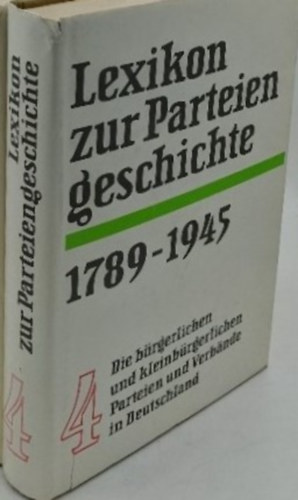 Lexikon
zur Parteien
geschichte
1789-1945
4
Die bürgerlichen
und kleinbürgerlichen
Parteien und Verbände
in Deutschland
Lexikon
zur Parteiengeschichte
4